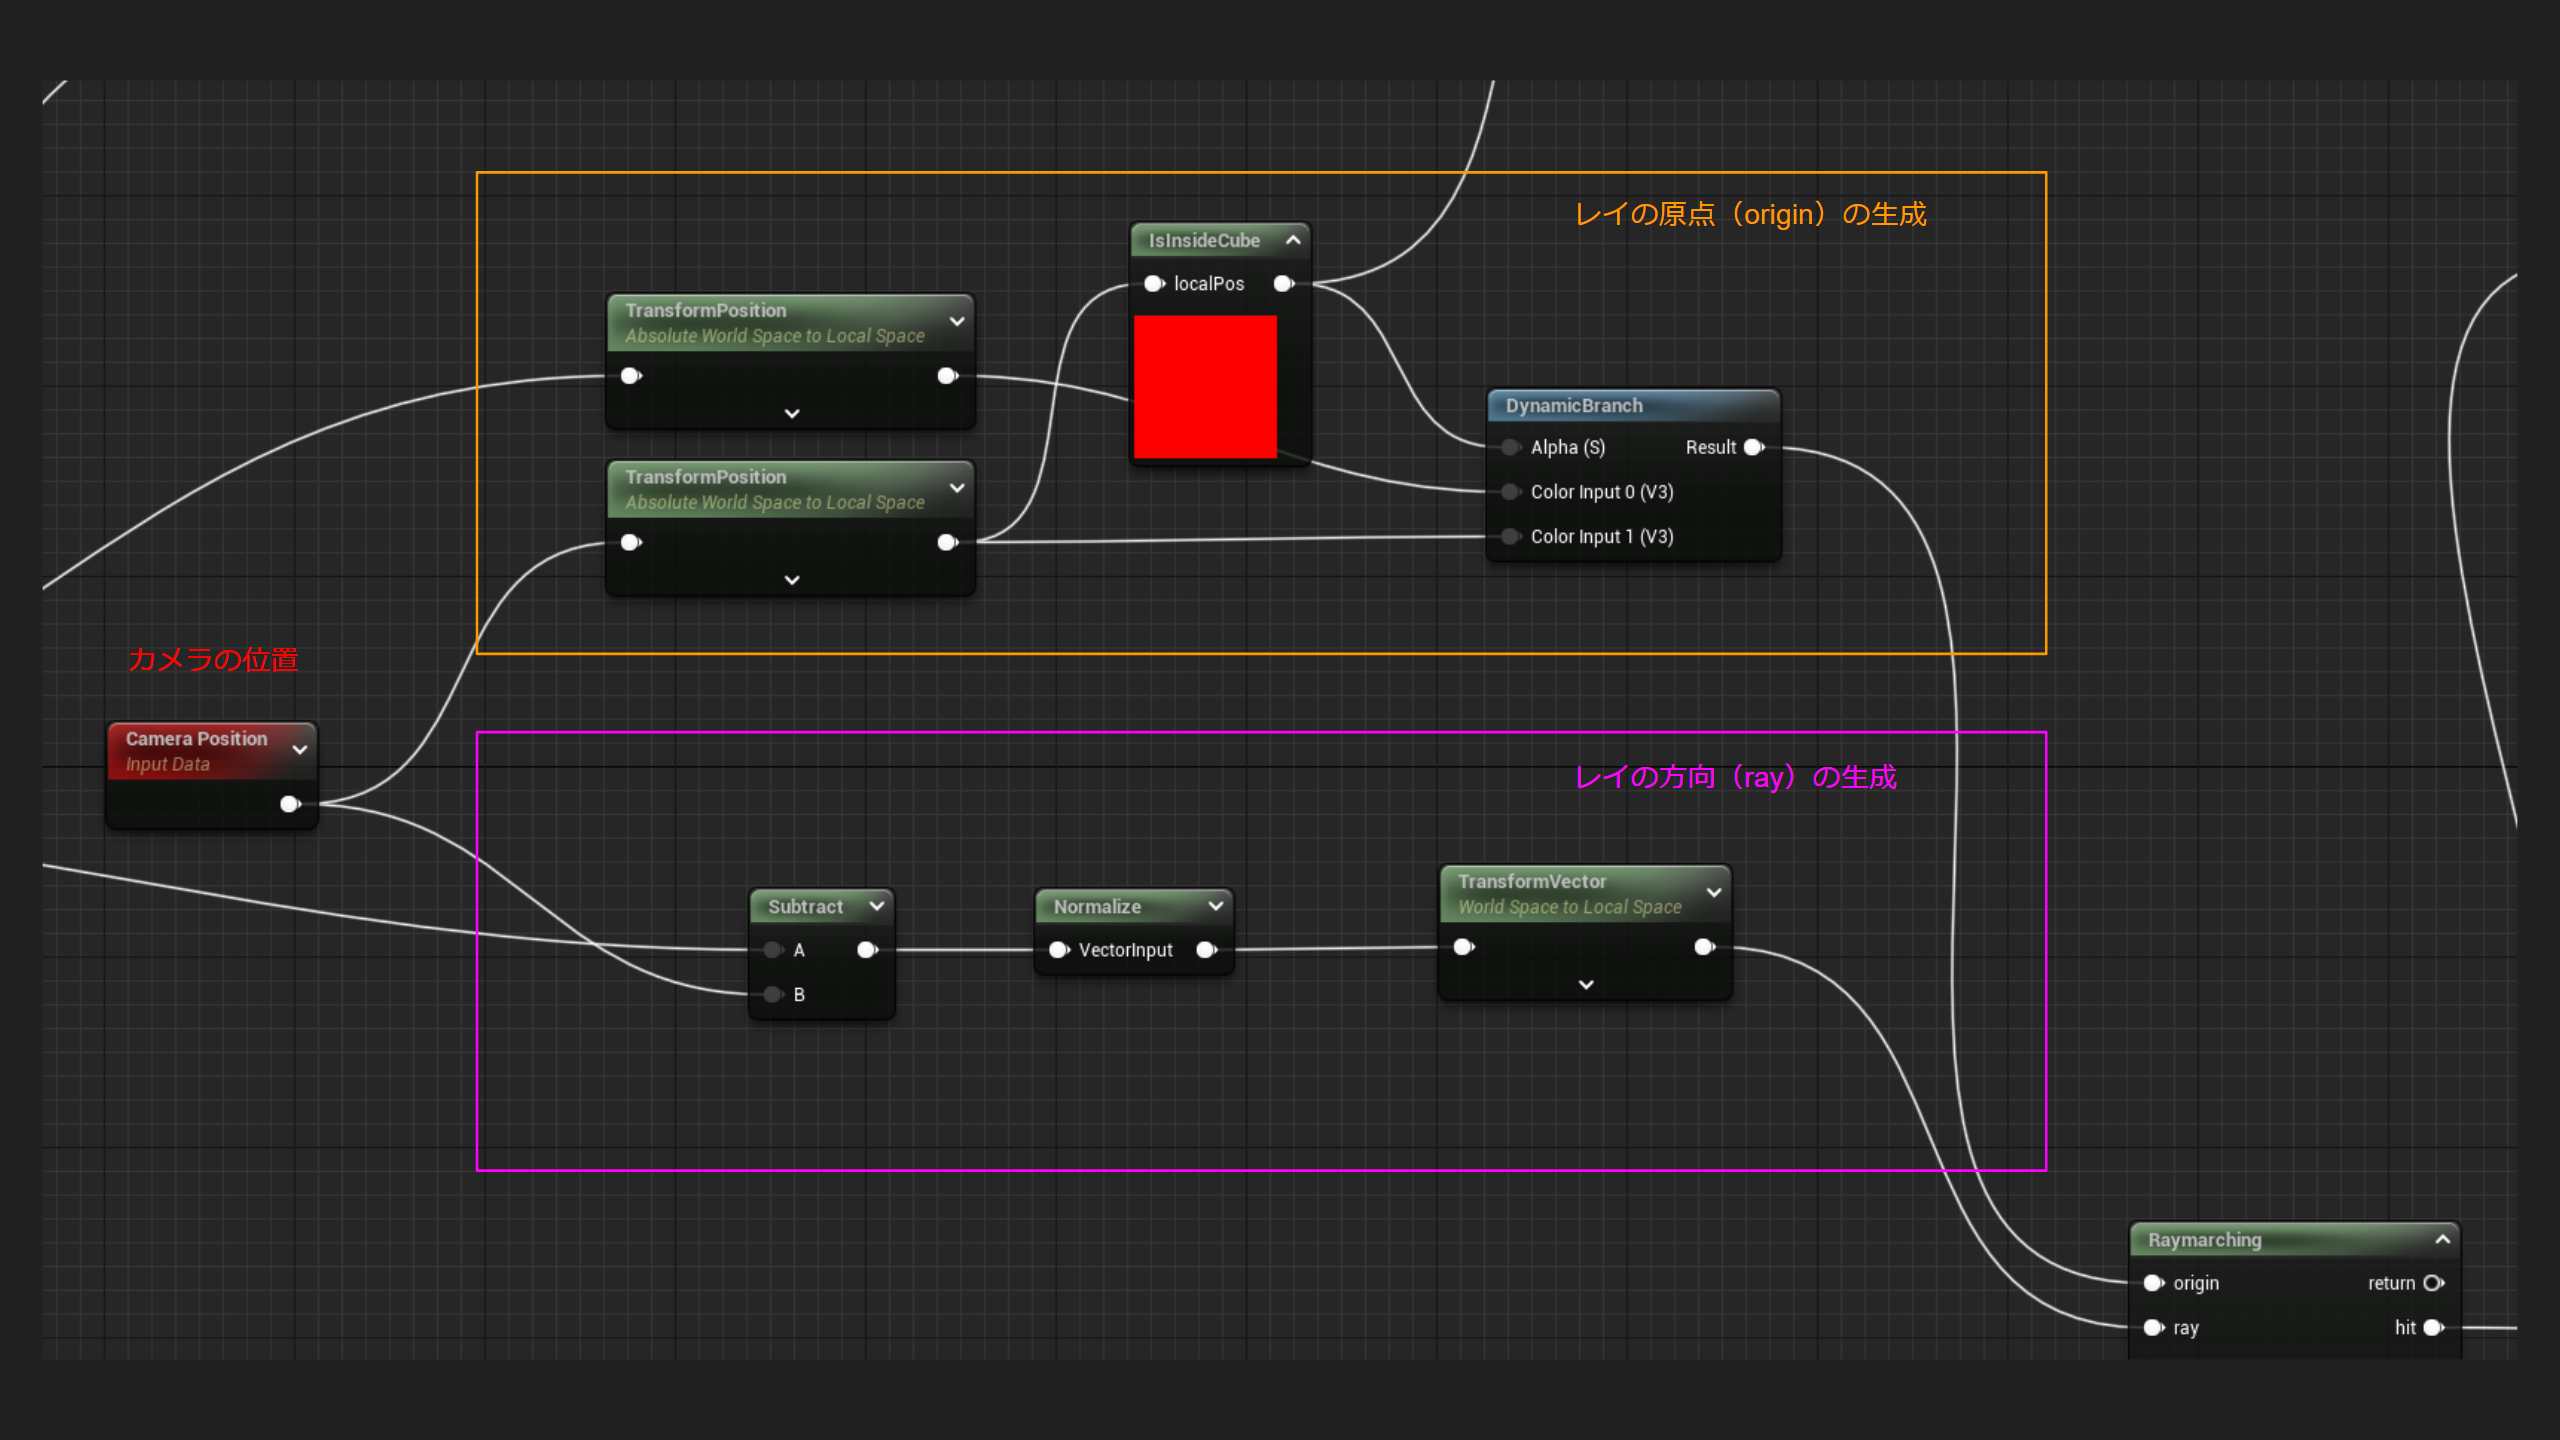 レイの原点（origin）の生成
IsInsideCube
localPos
TransformPosition
Absolute World Space to Local Space
DynamicBranch
Alpha (S)
Result
Color Input 0 (V3)
Color Input 1 (V3)
TransformPosition
Absolute World Space to Local Space
カメラの位置
Camera Position
Input Data
レイの方向（ray）の生成
Subtract
A
B
Normalize
VectorInput
TransformVector
World Space to Local Space
Raymarching
origin
return
ray
hit